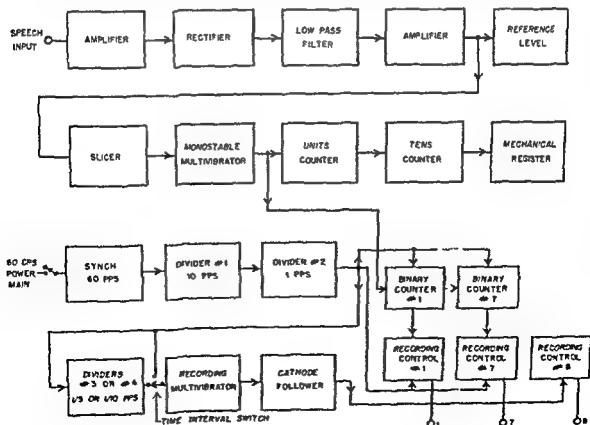 SPEECH INPUT
AMPLIFIER
RECTIFIER
LOW PASS
FILTER
AMPLIFIER
REFERENCE
LEVEL
SLICER
MONOSTABLE
MULTIVIBRATOR
UNITS
COUNTER
TENS
COUNTER
MECHANICAL
REGISTER
60 CPS
POWER
MAIN
SYNCH
60 PPS
DIVIDER #1
10 PPS
DIVIDER #2
1 PPS
BINARY
COUNTER
#1
BINARY
COUNTER
# 7
DIVIDERS
#3 OR #4
1/5 OR 1/10 PPS
RECORDING
MULTIVIBRATOR
CATHODE
FOLLOWER
RECORDING
CONTROL
#1
RECORDING
CONTROL
#7
RECORDING
CONTROL
# 8
TIME INTERVAL SWITCH
1
7
8